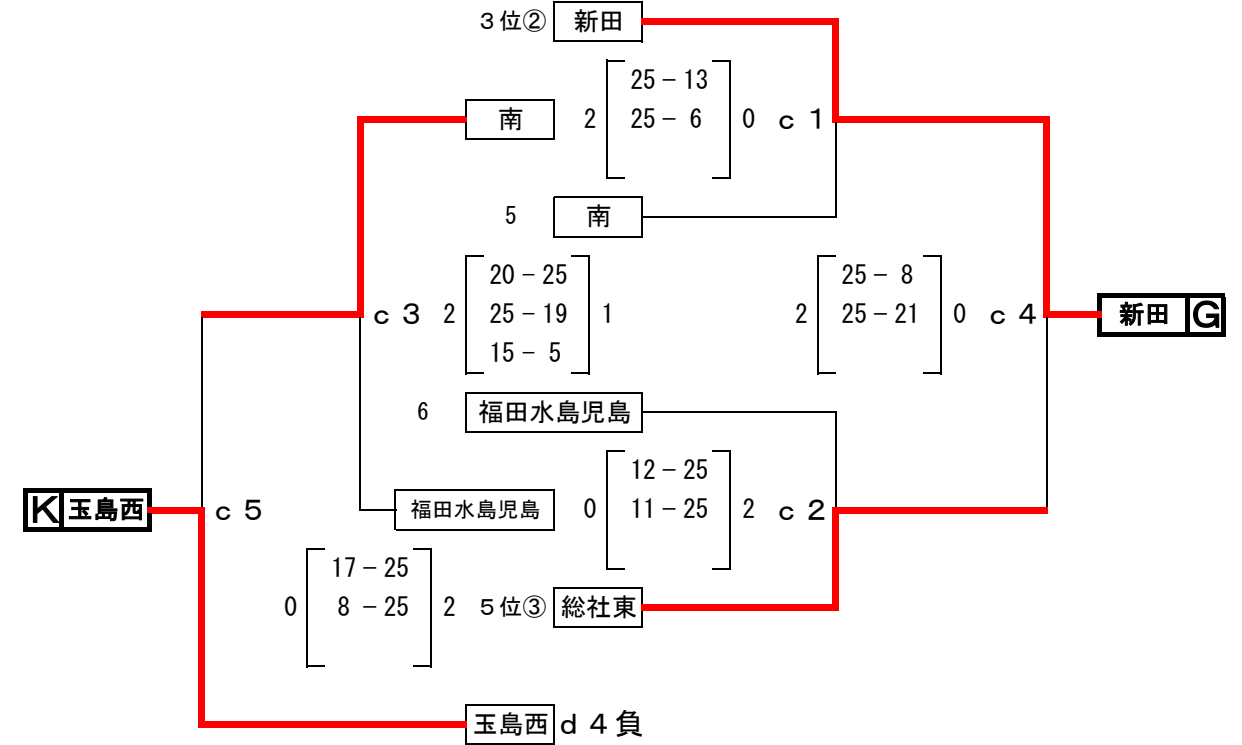 ３位② 新田
25 － 13
南 2 25 － 6 0 ｃ１
5 南
20 － 25 25 － 8
ｃ３ 2 25 － 19 1 2 25 － 21 0 ｃ４ 新田 G
15 － 5
6 福田水島児島
12 － 25
K 玉島西 ｃ５ 福田水島児島 0 11 － 25 2 ｃ２
17 － 25
0 8 －25 2 ５位③ 総社東
玉島西 ｄ４負